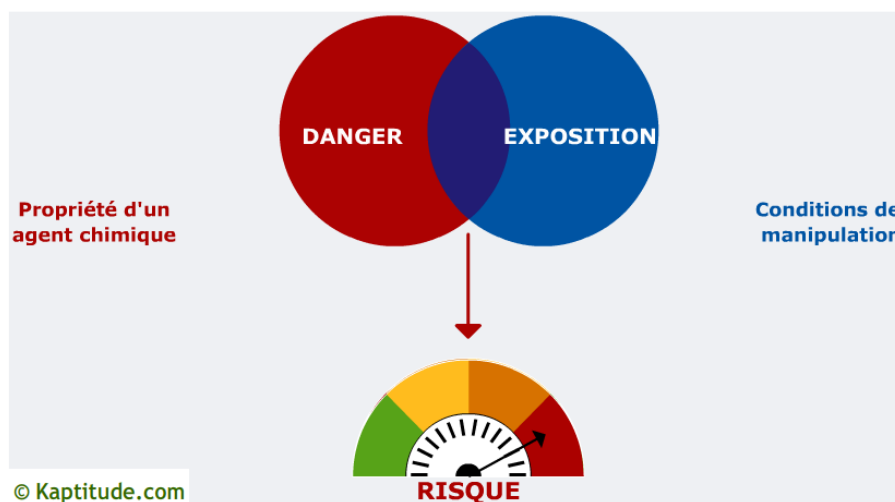 DANGER
EXPOSITION
Propriété d'un
agent chimique
Conditions de
manipulation
RISQUE
© Kaptitude.com